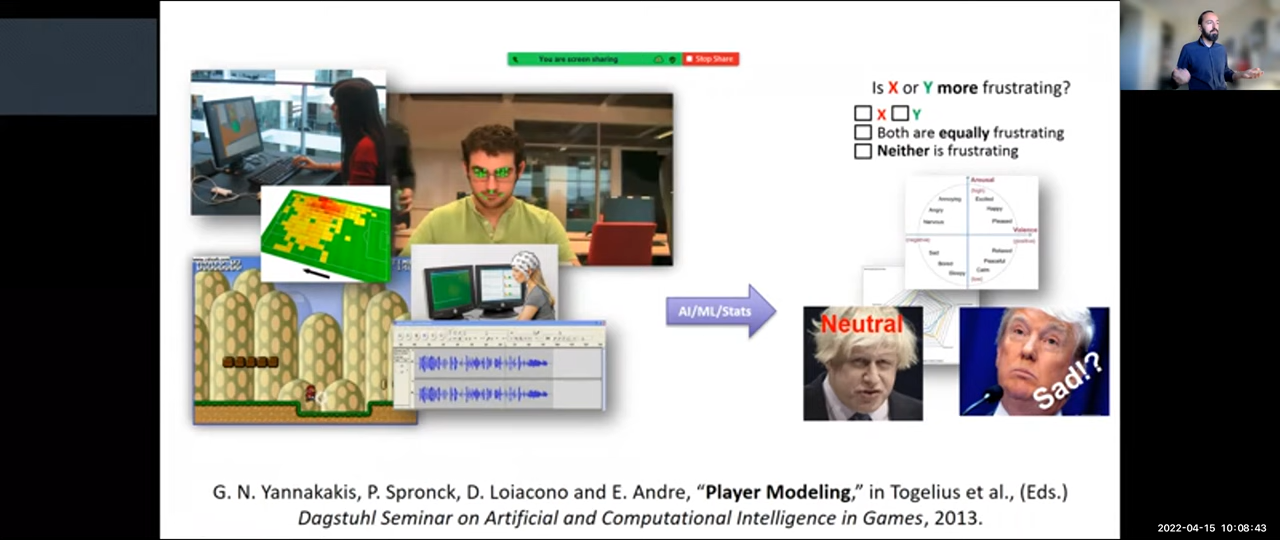 You are screen sharing
Stop Share
Is X or Y more frustrating?
X Y
Both are equally frustrating
Neither is frustrating
Arousal
(high)
Annoying Excited
Angry Happy
Nervous Pleased
Valence
(negative) (positive)
Sad Relaxed
Bored Peaceful
Sleepy Calm
(low)
AI/ML/Stats
Neutral
Sad!?
G. N. Yannakakis, P. Spronck, D. Loiacono and E. Andre, “Player Modeling,” in Togelius et al., (Eds.)
Dagstuhl Seminar on Artificial and Computational Intelligence in Games, 2013.
2022-04-15 10:08:43